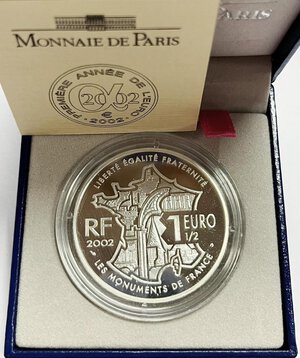 PARIS
MONNAIE DE PARIS
PREMIÈRE ANNÉE DE L'EURO
2002
€
• 2002 •
LIBERTÉ ÉGALITÉ FRATERNITÉ
RF
2002
1 EURO
1/2
• LES MONUMENTS DE FRANCE •